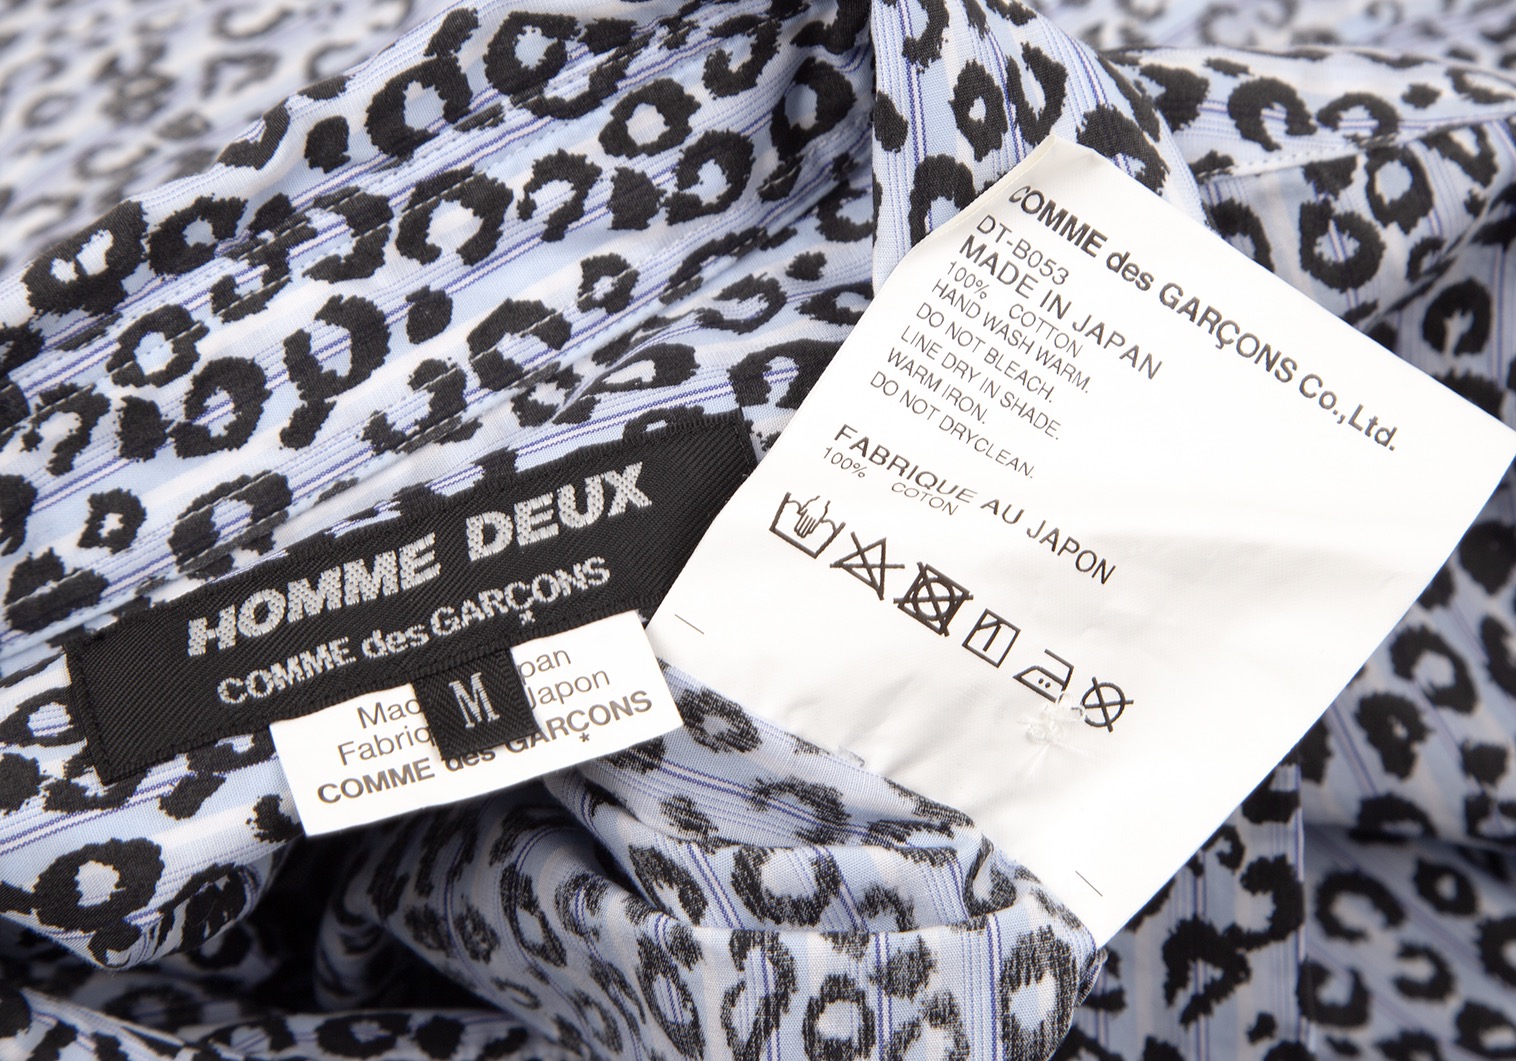 HOMME DEUX
COMME des GARÇONS
M
pan
Japon
COMME des GARÇONS
COMME des GARÇONS Co.,Ltd.
DT-B053
MADE IN JAPAN
100% COTTON
HAND WASH WARM.
DO NOT BLEACH.
LINE DRY IN SHADE.
WARM IRON.
DO NOT DRYCLEAN.
FABRIQUE AU JAPON
100% COTON